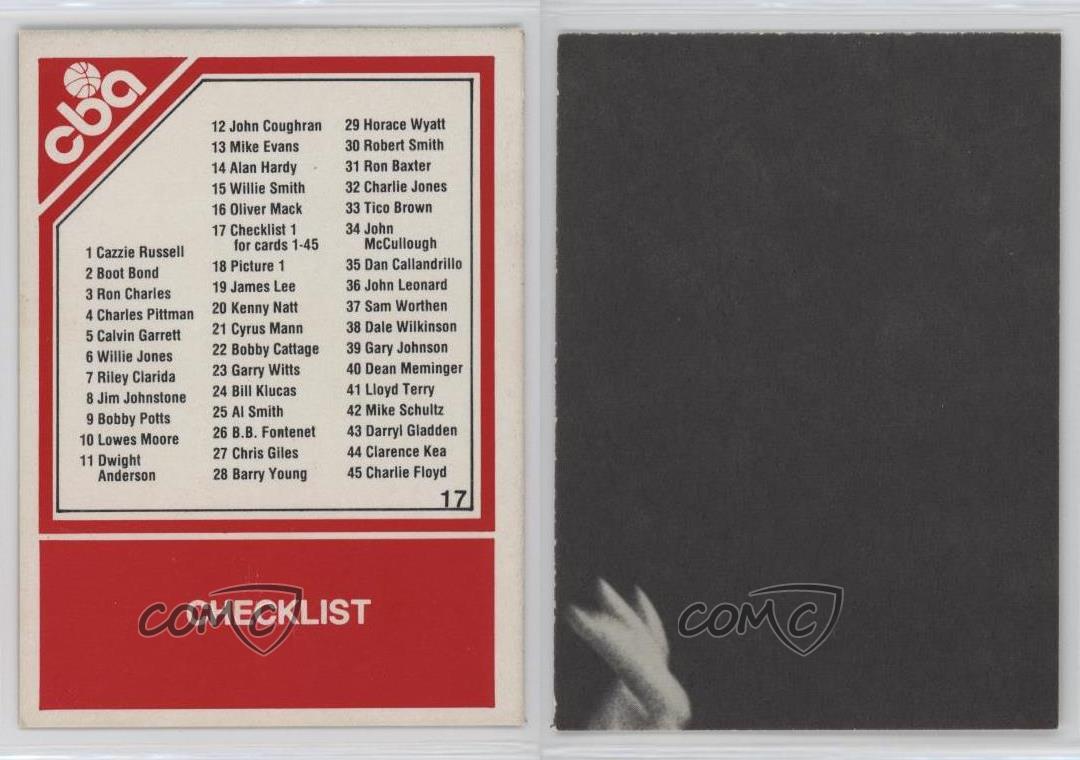 cba
1 Cazzie Russell
2 Boot Bond
3 Ron Charles
4 Charles Pittman
5 Calvin Garrett
6 Willie Jones
7 Riley Clarida
8 Jim Johnstone
9 Bobby Potts
10 Lowes Moore
11 Dwight
Anderson
12 John Coughran
13 Mike Evans
14 Alan Hardy
15 Willie Smith
16 Oliver Mack
17 Checklist 1
for cards 1-45
18 Picture 1
19 James Lee
20 Kenny Natt
21 Cyrus Mann
22 Bobby Cattage
23 Garry Witts
24 Bill Klucas
25 Al Smith
26 B.B. Fontenet
27 Chris Giles
28 Barry Young
29 Horace Wyatt
30 Robert Smith
31 Ron Baxter
32 Charlie Jones
33 Tico Brown
34 John
McCullough
35 Dan Callandrillo
36 John Leonard
37 Sam Worthen
38 Dale Wilkinson
39 Gary Johnson
40 Dean Meminger
41 Lloyd Terry
42 Mike Schultz
43 Darryl Gladden
44 Clarence Kea
45 Charlie Floyd
17
CHECKLIST
COMC
COMC